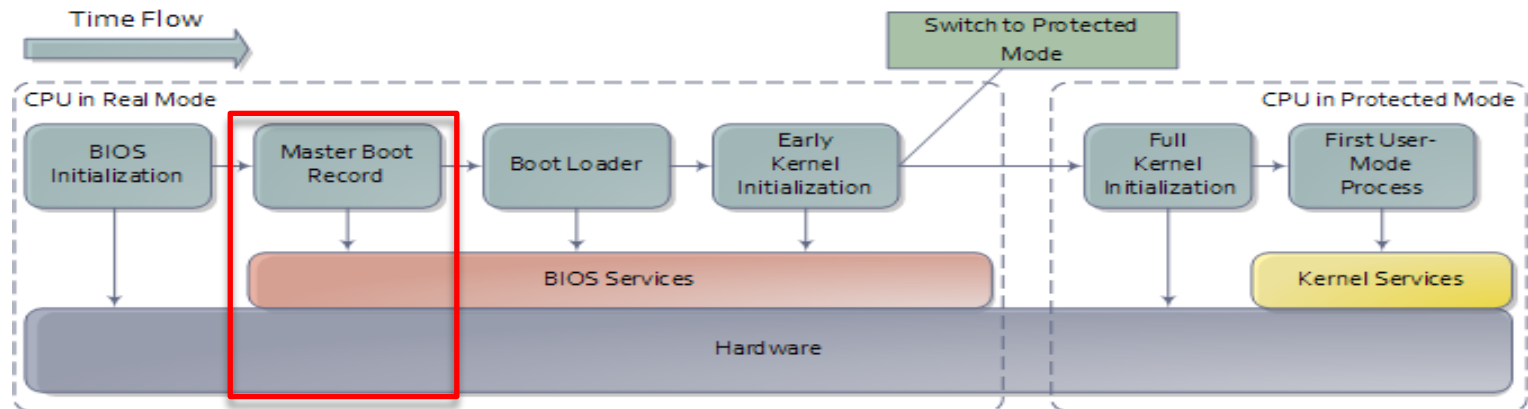 Time Flow
Switch to Protected
Mode
CPU in Real Mode
CPU in Protected Mode
BIOS
Initialization
Master Boot
Record
Boot Loader
Early
Kernel
Initialization
Full
Kernel
Initialization
First User-
Mode
Process
BIOS Services
Kernel Services
Hardware